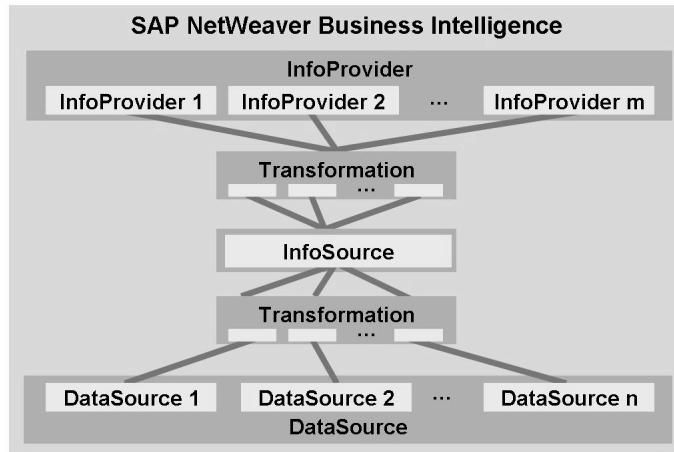 SAP NetWeaver Business Intelligence
InfoProvider
InfoProvider 1 InfoProvider 2 ... InfoProvider m
Transformation
...
InfoSource
Transformation
...
DataSource 1 DataSource 2 ... DataSource n
DataSource